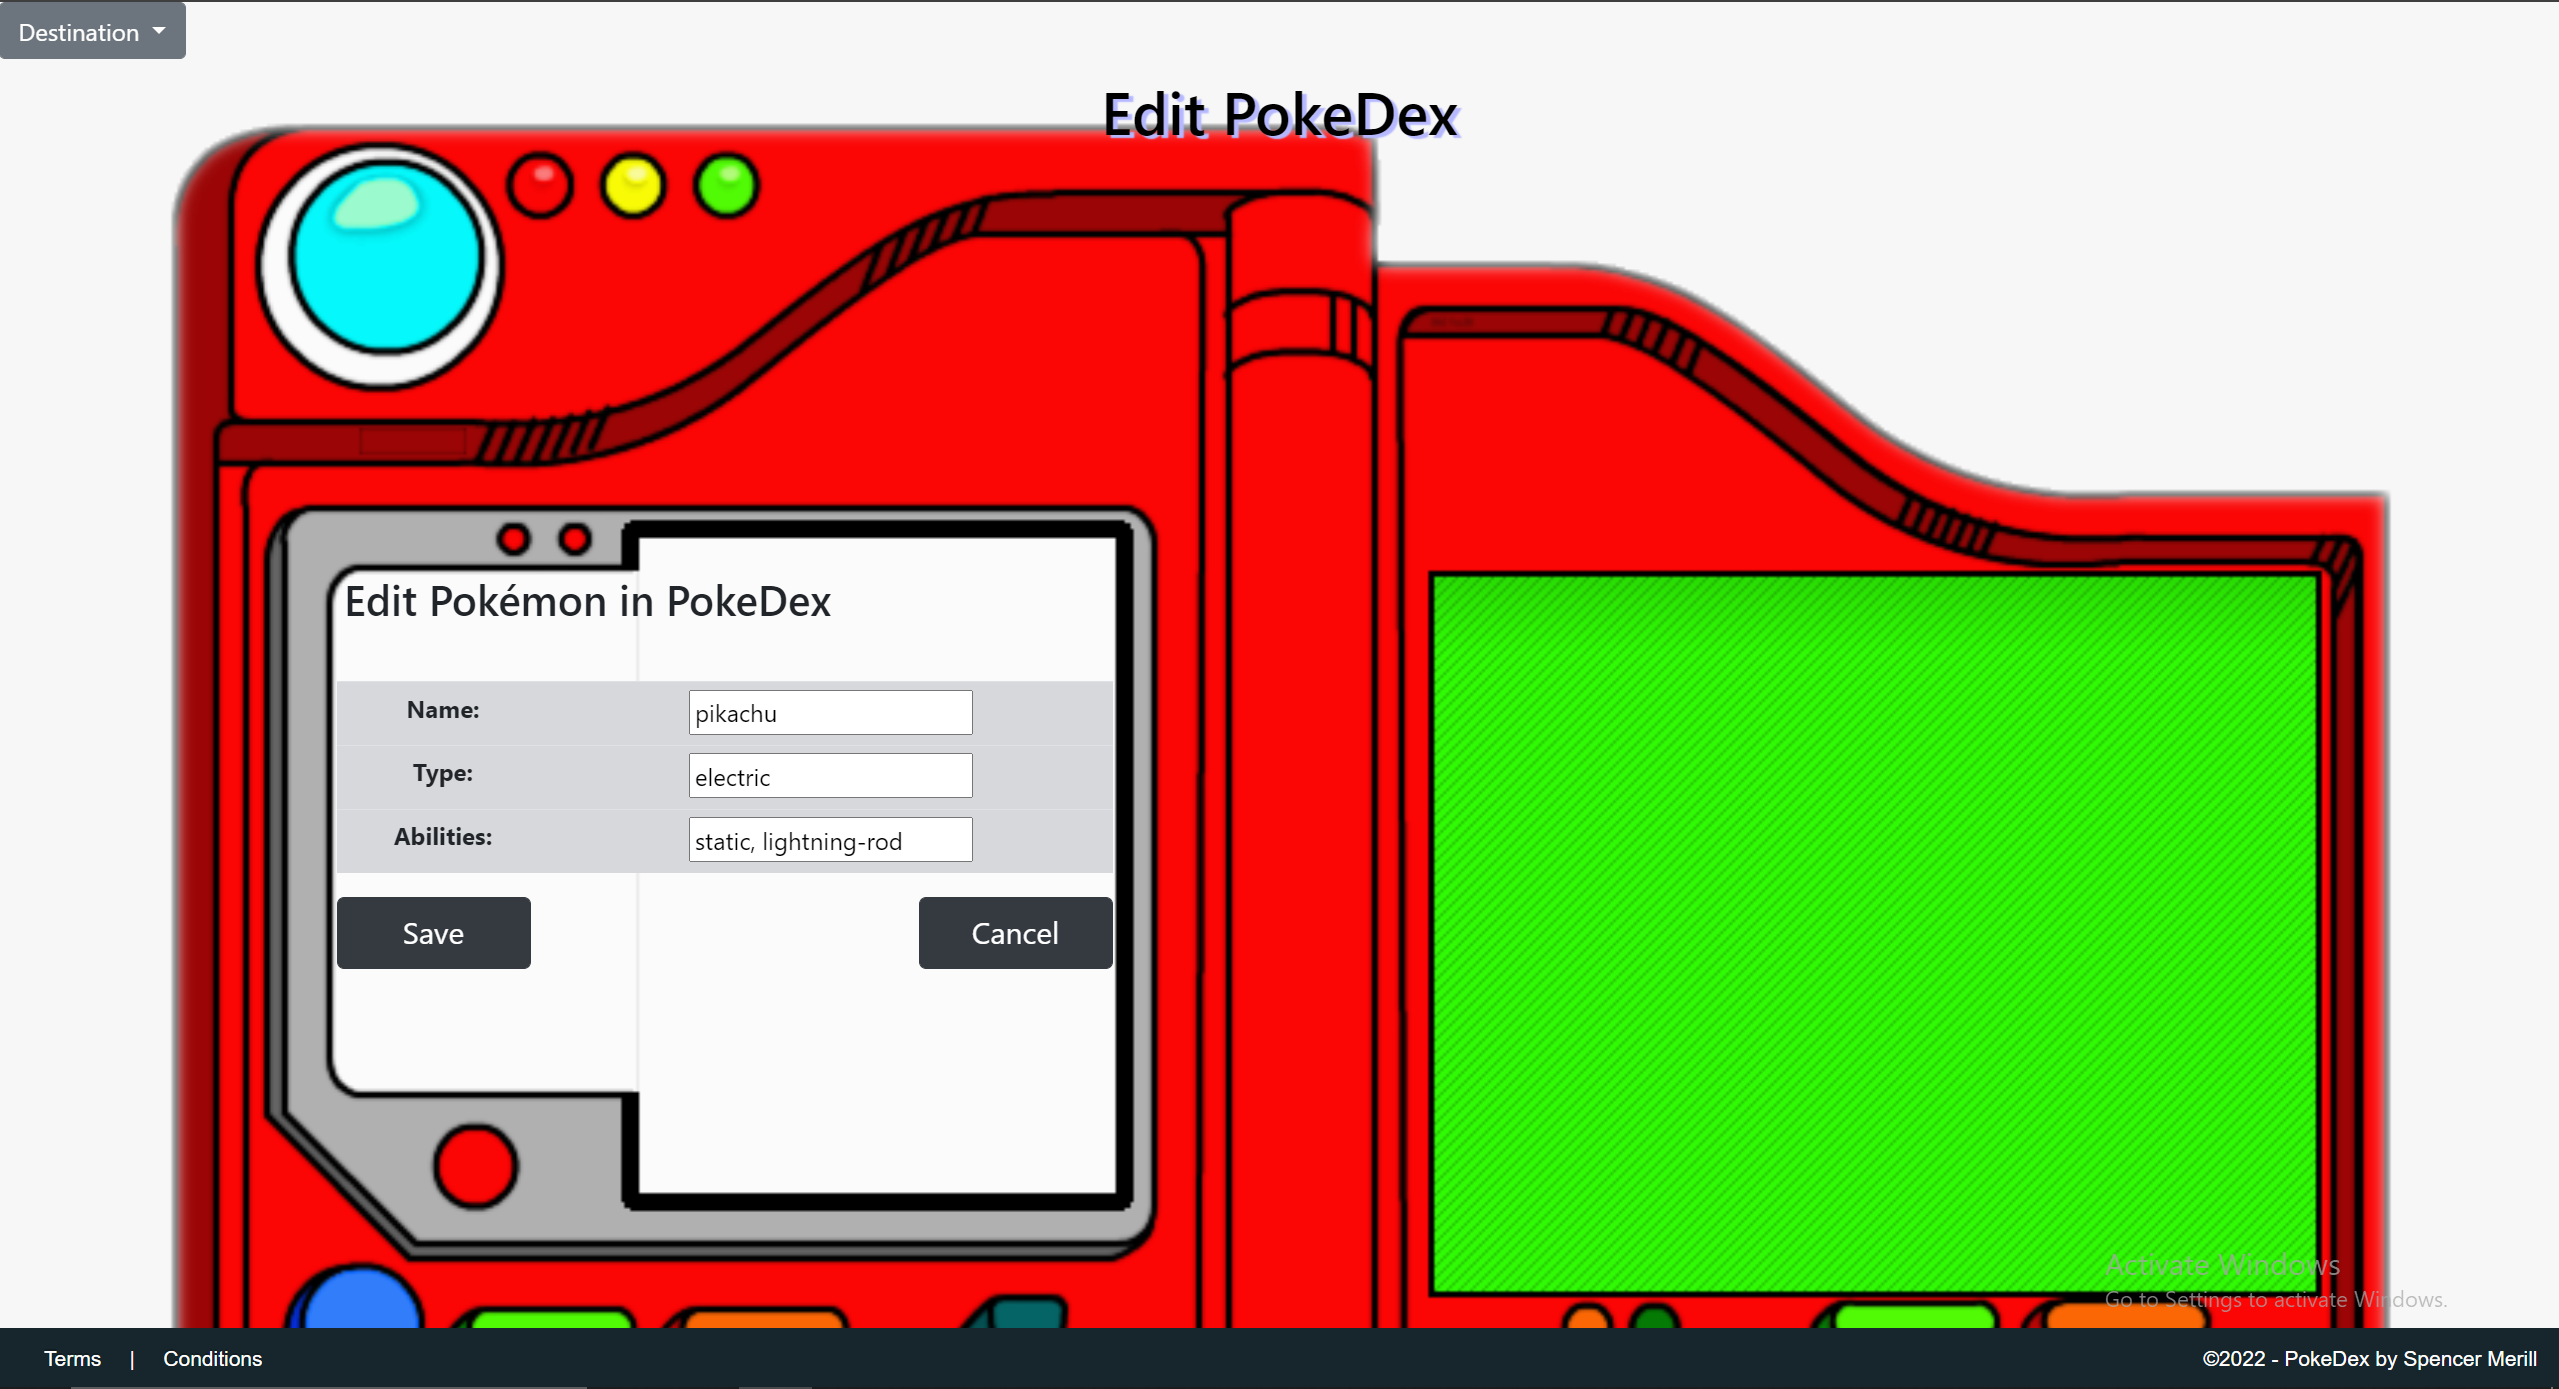 Destination
Edit PokeDex
Edit Pokémon in PokeDex
Name: pikachu
Type: electric
Abilities: static, lightning-rod
Save Cancel
Activate Windows
Go to Settings to activate Windows.
Terms | Conditions ©2022 - PokeDex by Spencer Merill